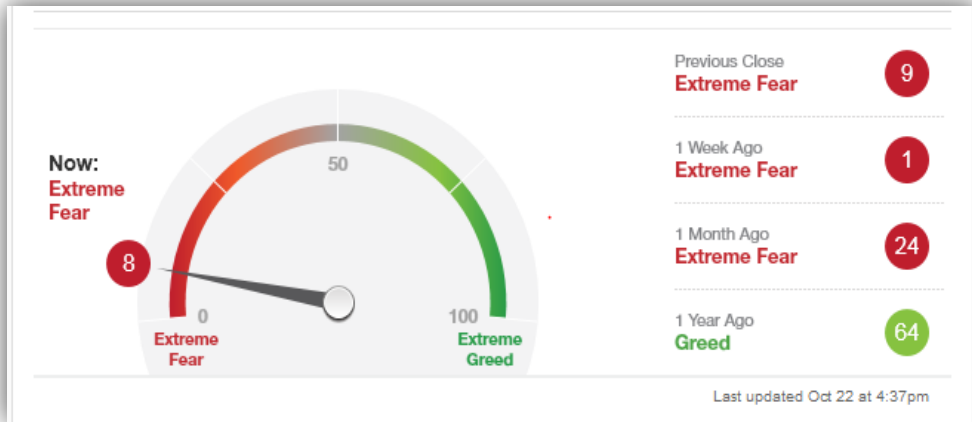 Now:
Extreme
Fear
8
50
0
Extreme
Fear
100
Extreme
Greed
Previous Close
Extreme Fear
9
1 Week Ago
Extreme Fear
1
1 Month Ago
Extreme Fear
24
1 Year Ago
Greed
64
Last updated Oct 22 at 4:37pm